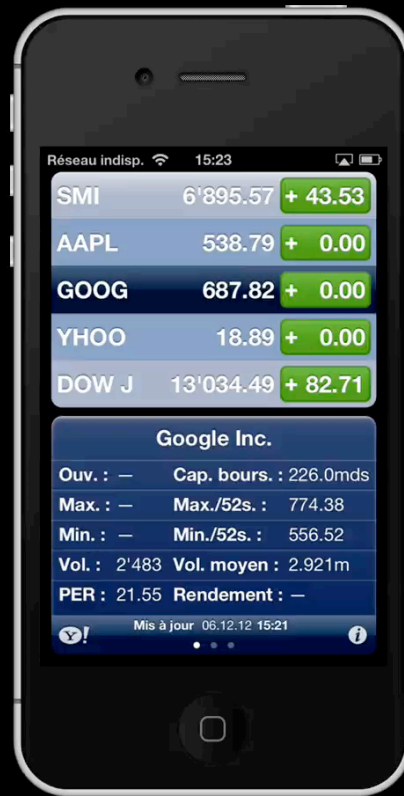 Réseau indisp. 15:23
SMI 6'895.57 + 43.53
AAPL 538.79 + 0.00
GOOG 687.82 + 0.00
YHOO 18.89 + 0.00
DOW J 13'034.49 + 82.71
Google Inc.
Ouv. : — Cap. bours. : 226.0mds
Max. : — Max./52s. : 774.38
Min. : — Min./52s. : 556.52
Vol. : 2'483 Vol. moyen : 2.921m
PER : 21.55 Rendement : —
Y! Mis à jour 06.12.12 15:21 i